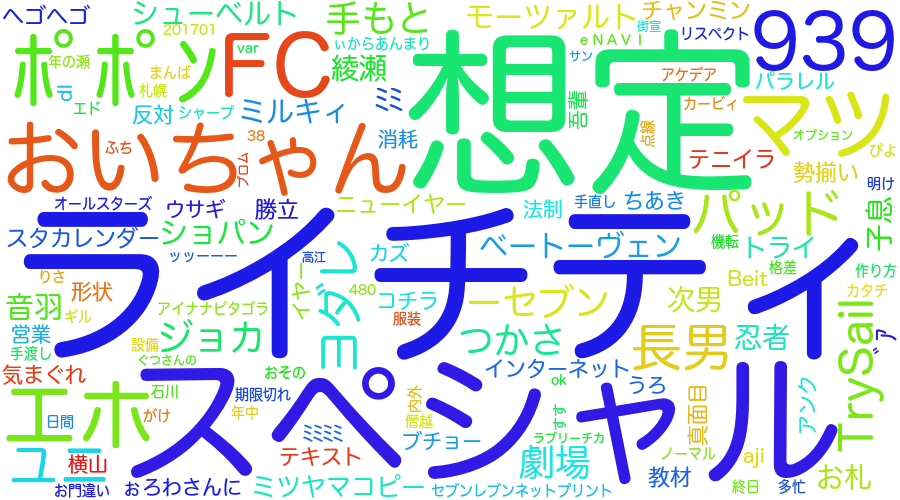 ヘゴヘゴ
シューベルト
手もと
モーツァルト
チャンミン
939
201701
街宣
リスペクト
eNAVI
ポポン
FC
var
ぃからあんまり
サン
想定
年の瀬
まんば
綾瀬
アケデア
パラレル
ip
札幌
ミミ
エド
反対
シャープ
ミルキィ
吾輩
カービィ
マツ
おいちゃん
38
消耗
点線
オプション
ふち
ブロム
テニイラ
勢揃い
ぴよ
オールスターズ
ウサギ
勝立
ニューイヤー
法制
手直し
ちあき
パッド
明け
子息
スタカレンダー
ショパン
ベートーヴェン
機転
トライ
ライチティ
ッッーーー
高江
ヨダレ
カズ
格差
作り方
りさ
形状
イヤー
480
コチラ
ーセブン
次男
Beit
カタチ
音羽
ギル
アイナナピタゴラ
服装
営業
設備
ジョカ
つかさ
長男
忍者
TrySail
手渡し
ぐつさんの
気まぐれ
おその
インターネット
石川
期限切れ
ok
うろ
スペシャル
エホ
日間
がけ
年中
内外
僭越
すす
真面目
アンク
ミミミミ
ブチョー
ラブリーチカ
ユニ
横山
テキスト
劇場
ノーマル
aji
教材
お札
お門違い
ぉろわさんに
ミツヤマコピー
セブンレブンネットプリント
終日
多忙